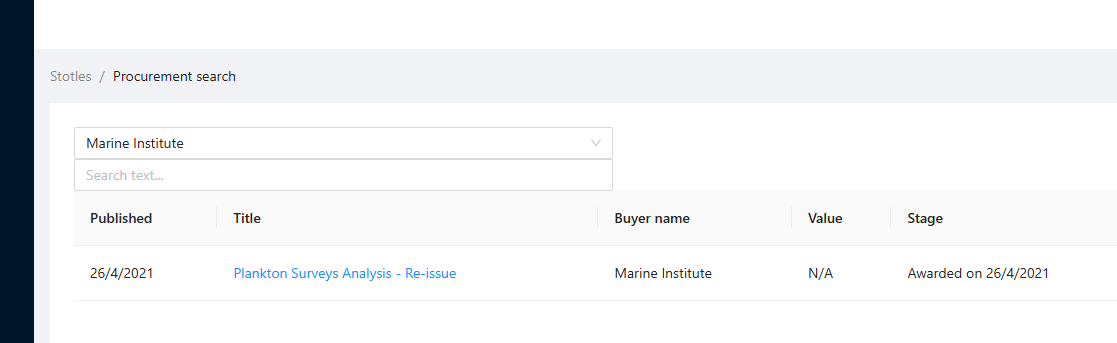 Stotles / Procurement search
Marine Institute
Search text...
Published Title Buyer name Value Stage
26/4/2021 Plankton Surveys Analysis - Re-issue Marine Institute N/A Awarded on 26/4/2021